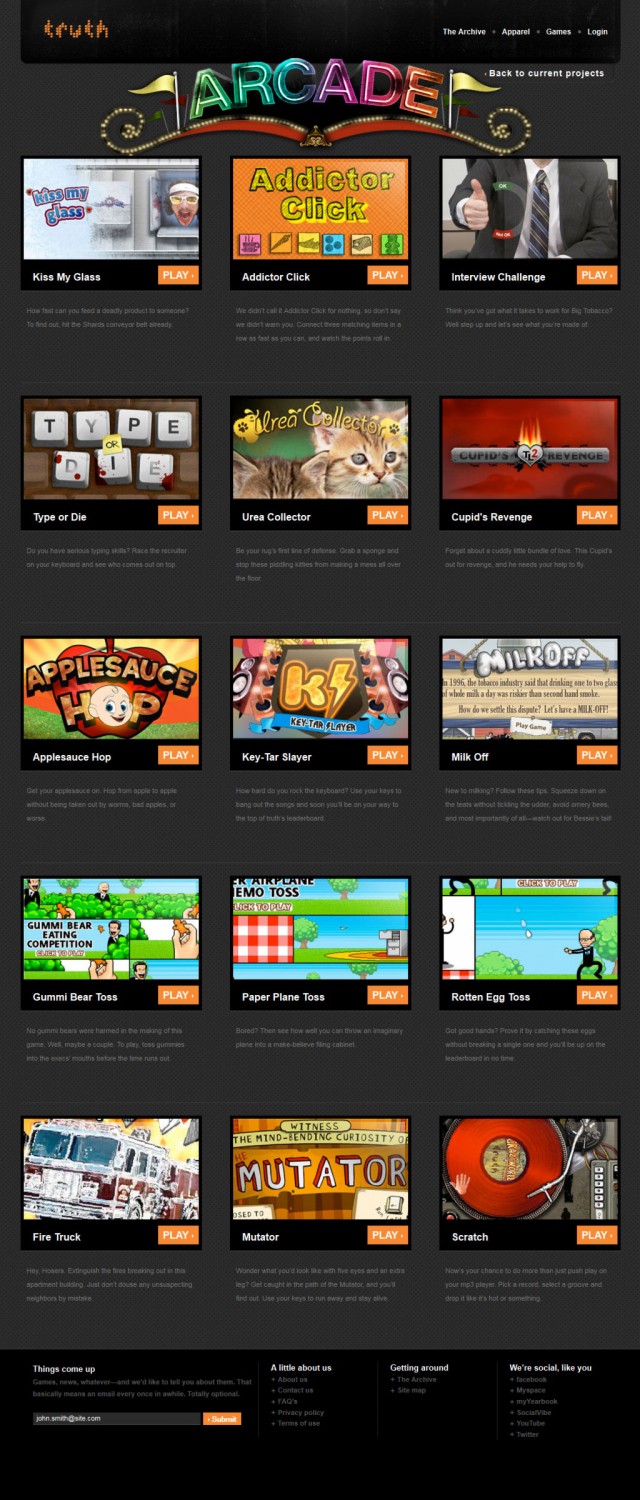 truth
The Archive + Apparel + Games + Login
Back to current projects
ARCADE
kiss my glass
Addictor Click
OK
Not OK
Kiss My Glass
PLAY ›
Addictor Click
PLAY ›
Interview Challenge
PLAY ›
How fast can you feed a deadly product to someone?
To find out, hit the Shards conveyor belt already.
We didn't call it Addictor Click for nothing, so don't say
we didn't warn you. Connect three matching items in a
row as fast as you can, and watch the points roll in.
Think you've got what it takes to work for Big Tobacco?
Well step up and let's see what you're made of.
TYPE
OR
DIE
Urea Collector
CUPID'S TL2 REVENGE
Type or Die
PLAY ›
Urea Collector
PLAY ›
Cupid's Revenge
PLAY ›
Do you have serious typing skills? Race the recruiter
on your keyboard and see who comes out on top.
Be your rug's first line of defense. Grab a sponge and
stop these piddling kitties from making a mess all over
the floor.
Forget about a cuddly little bundle of love. This Cupid's
out for revenge, and he needs your help to fly.
APPLESAUCE
HOP
KEY-TAR SLAYER
MILK OFF
In 1996, the tobacco industry said that drinking one to two glass
of whole milk a day was riskier than second hand smoke.
How do we settle this dispute? Let's have a MILK-OFF!
Play Game
Applesauce Hop
PLAY ›
Key-Tar Slayer
PLAY ›
Milk Off
PLAY ›
Get your applesauce on. Hop from apple to apple
without being taken out by worms, bad apples, or
worse.
How hard do you rock the keyboard? Use your keys to
bang out the songs and soon you'll be on your way to
the top of truth's leaderboard.
New to milking? Follow these tips. Squeeze down on
the teats without tickling the udder, avoid ornery bees,
and most importantly of all—watch out for Bessie's tail!
GUMMI BEAR
EATING
COMPETITION
CLICK TO PLAY
ER AIRPLANE
MEMO TOSS
CLICK TO PLAY
CLICK TO PLAY
Gummi Bear Toss
PLAY ›
Paper Plane Toss
PLAY ›
Rotten Egg Toss
PLAY ›
No gummi bears were harmed in the making of this
game. Well, maybe a couple. To play, toss gummies
into the execs' mouths before the time runs out.
Bored? Then see how well you can throw an imaginary
plane into a make-believe filing cabinet.
Got good hands? Prove it by catching these eggs
without breaking a single one and you'll be up on the
leaderboard in no time.
WITNESS
THE MIND-BENDING CURIOSITY OF
THE
MUTATOR
OSED TO
Fire Truck
PLAY ›
Mutator
PLAY ›
Scratch
PLAY ›
Hey, Hosers. Extinguish the fires breaking out in this
apartment building. Just don't douse any unsuspecting
neighbors by mistake.
Wonder what you'd look like with five eyes and an extra
leg? Get caught in the path of the Mutator, and you'll
find out. Use your keys to run away and stay alive.
Now's your chance to do more than just push play on
your mp3 player. Pick a record, select a groove and
drop it like it's hot or something.
Things come up
Games, news, whatever—and we'd like to tell you about them. That
basically means an email every once in awhile. Totally optional.
john.smith@site.com
› Submit
A little about us
+ About us
+ Contact us
+ FAQ's
+ Privacy policy
+ Terms of use
Getting around
+ The Archive
+ Site map
We're social, like you
+ facebook
+ Myspace
+ myYearbook
+ SocialVibe
+ YouTube
+ Twitter